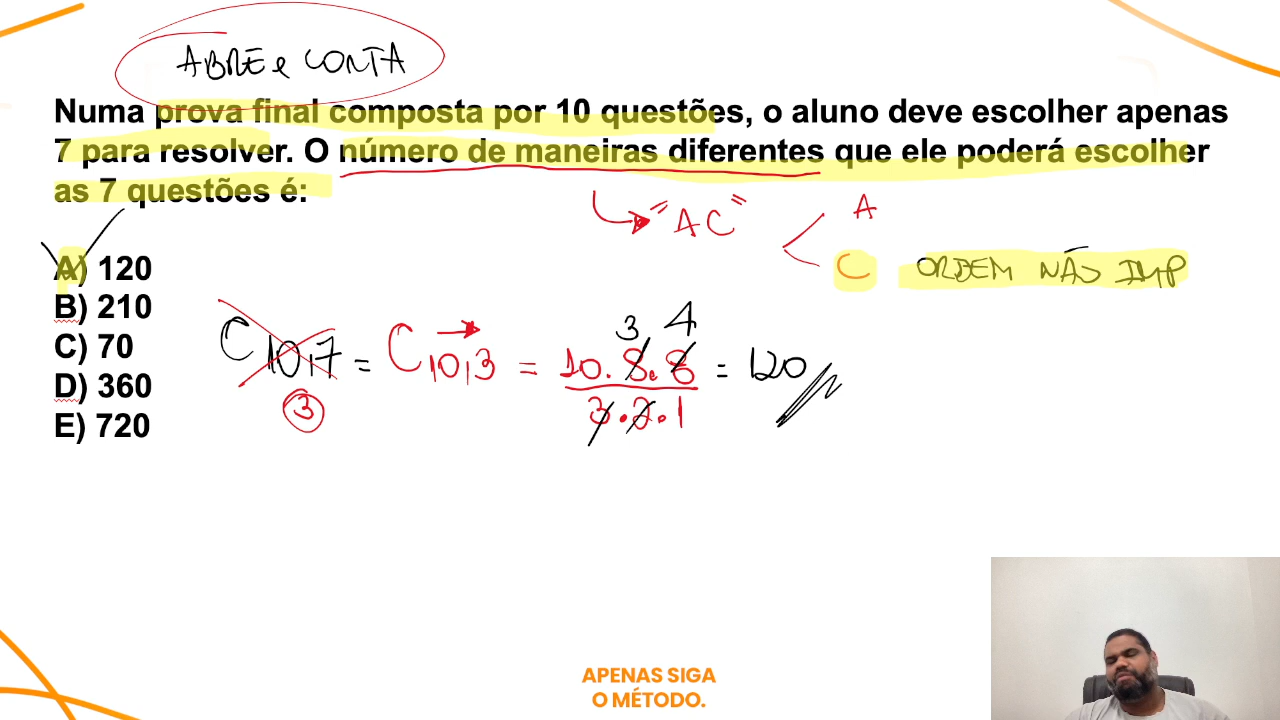 ABRE e CONTA
Numa prova final composta por 10 questões, o aluno deve escolher apenas
7 para resolver. O número de maneiras diferentes que ele poderá escolher
as 7 questões é:
"AC"
A
C ORDEM NÃO IMP
A) 120
B) 210
C) 70
D) 360
E) 720
3 4
C10,7 = C10,3 = 10.9.8 = 120
3.2.1
3
APENAS SIGA
O MÉTODO.